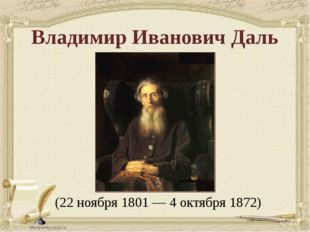 Владимир Иванович Даль
(22 ноября 1801 — 4 октября 1872)